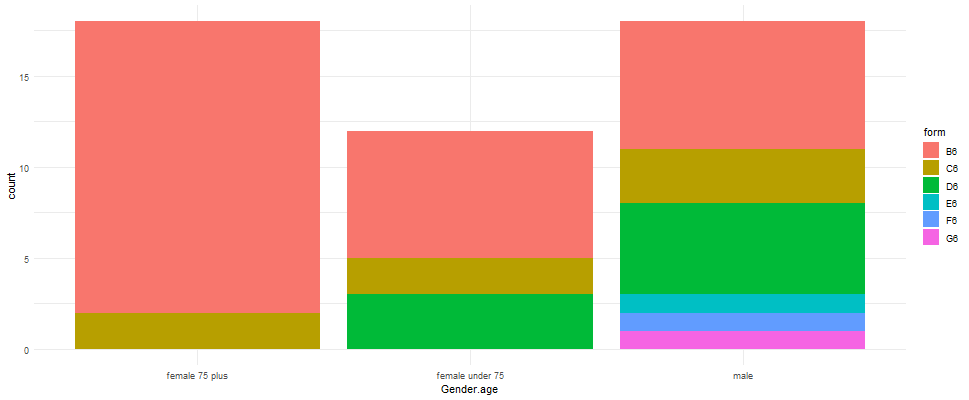 count
15
10
5
0
female 75 plus
female under 75
male
Gender.age
form
B6
C6
D6
E6
F6
G6